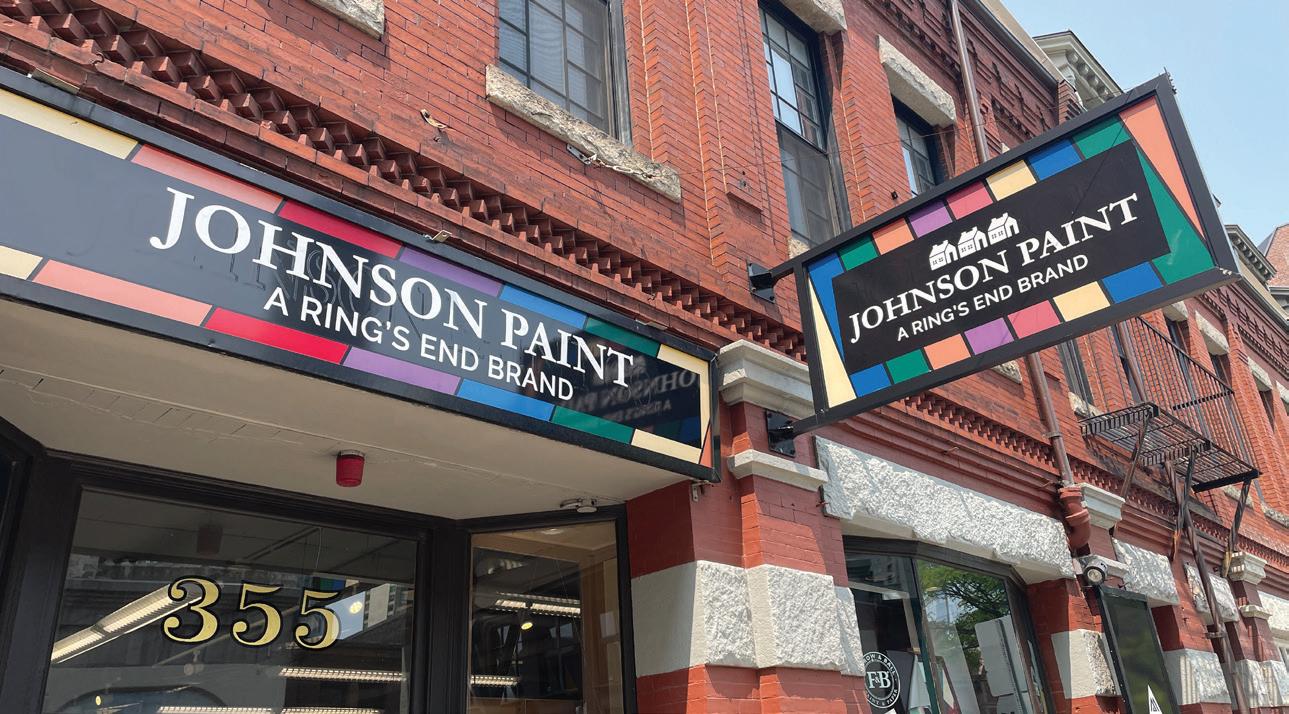 JOHNSON PAINT
A RING'S END BRAND
JOHNSON PAINT
A RING'S END BRAND
355
F&B